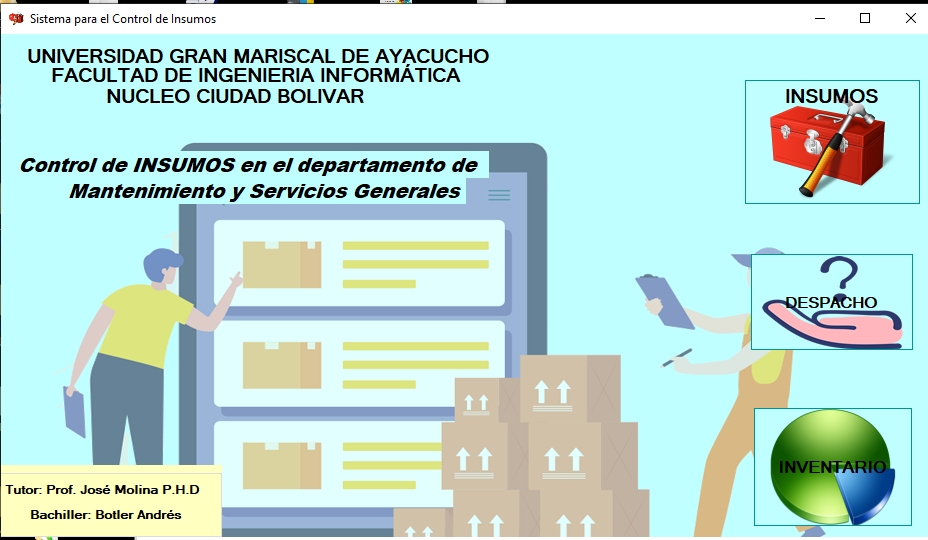 Sistema para el Control de Insumos
UNIVERSIDAD GRAN MARISCAL DE AYACUCHO
FACULTAD DE INGENIERIA INFORMÁTICA
NUCLEO CIUDAD BOLIVAR
INSUMOS
Control de INSUMOS en el departamento de
Mantenimiento y Servicios Generales
DESPACHO
INVENTARIO
Tutor: Prof. José Molina P.H.D
Bachiller: Botler Andrés